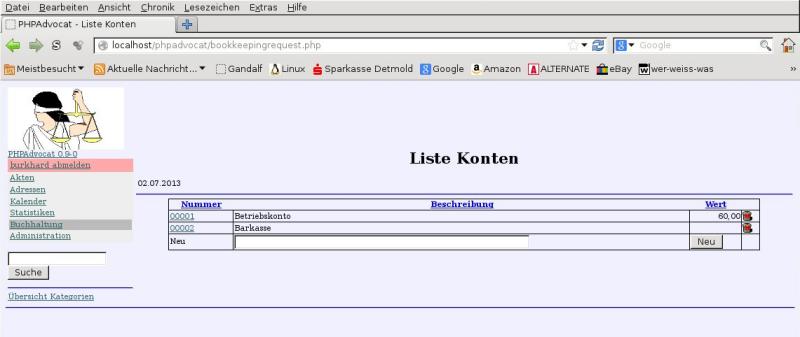 Datei Bearbeiten Ansicht Chronik Lesezeichen Extras Hilfe
PHPAdvocat - Liste Konten
localhost/phpadvocat/bookkeepingrequest.php
Google
Meistbesucht Aktuelle Nachricht... Gandalf Linux Sparkasse Detmold Google Amazon ALTERNATE eBay wer-weiss-was »
PHPAdvocat 0.9-0
burkhard abmelden
Akten
Adressen
Kalender
Statistiken
Buchhaltung
Administration
Suche
Übersicht Kategorien
Liste Konten
02.07.2013
Nummer Beschreibung Wert
00001 Betriebskonto 60,00
00002 Barkasse
Neu Neu